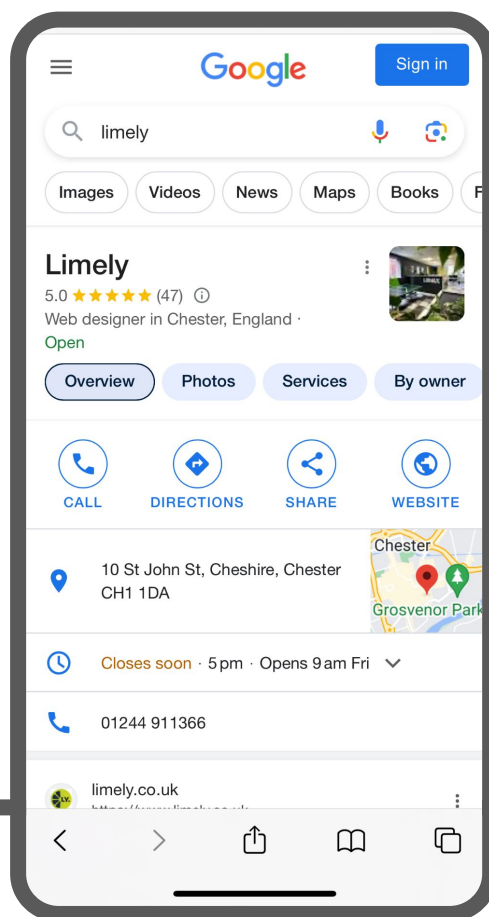 Google
Sign in
limely
Images Videos News Maps Books F
Limely
5.0 ★★★★★ (47)
Web designer in Chester, England ·
Open
Overview Photos Services By owner
CALL DIRECTIONS SHARE WEBSITE
10 St John St, Cheshire, Chester
CH1 1DA
Chester
Grosvenor Park
Closes soon · 5 pm · Opens 9 am Fri
01244 911366
LY.
limely.co.uk